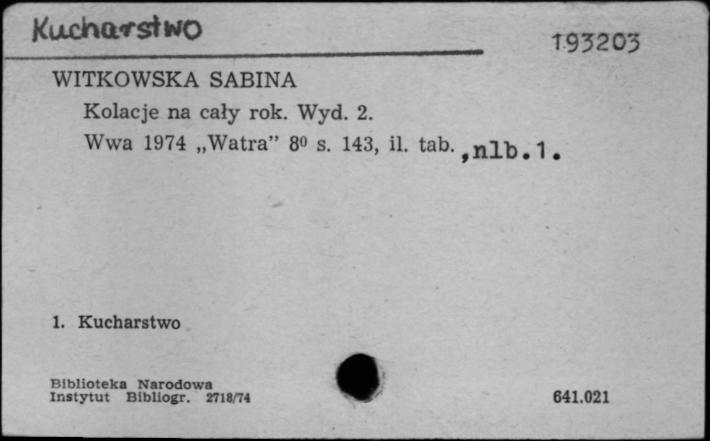 Kucharstwo
193203
WITKOWSKA SABINA
Kolacje na cały rok. Wyd. 2.
Wwa 1974 „Watra” 8⁰ s. 143, il. tab. ,nlb.1.
1. Kucharstwo
Biblioteka Narodowa
Instytut Bibliogr. 2718/74
641.021